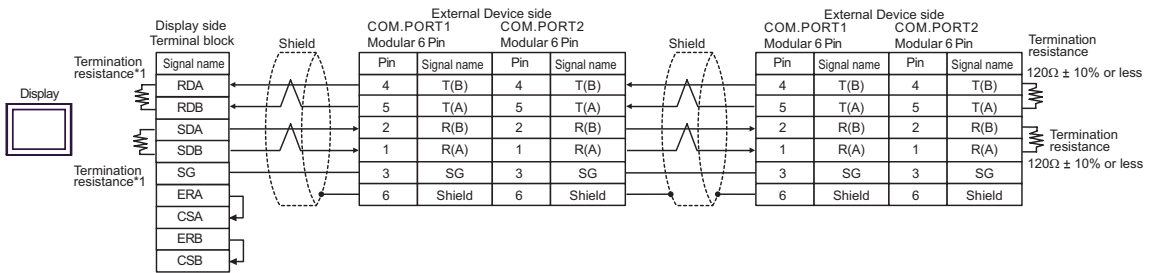 Display
Display side
Terminal block
Termination
resistance*1
Termination
resistance*1
Signal name
RDA
RDB
SDA
SDB
SG
ERA
CSA
ERB
CSB
Shield
External Device side
COM.PORT1 COM.PORT2
Modular 6 Pin Modular 6 Pin
Pin Signal name Pin Signal name
4 T(B) 4 T(B)
5 T(A) 5 T(A)
2 R(B) 2 R(B)
1 R(A) 1 R(A)
3 SG 3 SG
6 Shield 6 Shield
Shield
External Device side
COM.PORT1 COM.PORT2
Modular 6 Pin Modular 6 Pin
Pin Signal name Pin Signal name
4 T(B) 4 T(B)
5 T(A) 5 T(A)
2 R(B) 2 R(B)
1 R(A) 1 R(A)
3 SG 3 SG
6 Shield 6 Shield
Termination
resistance
120Ω ± 10% or less
Termination
resistance
120Ω ± 10% or less